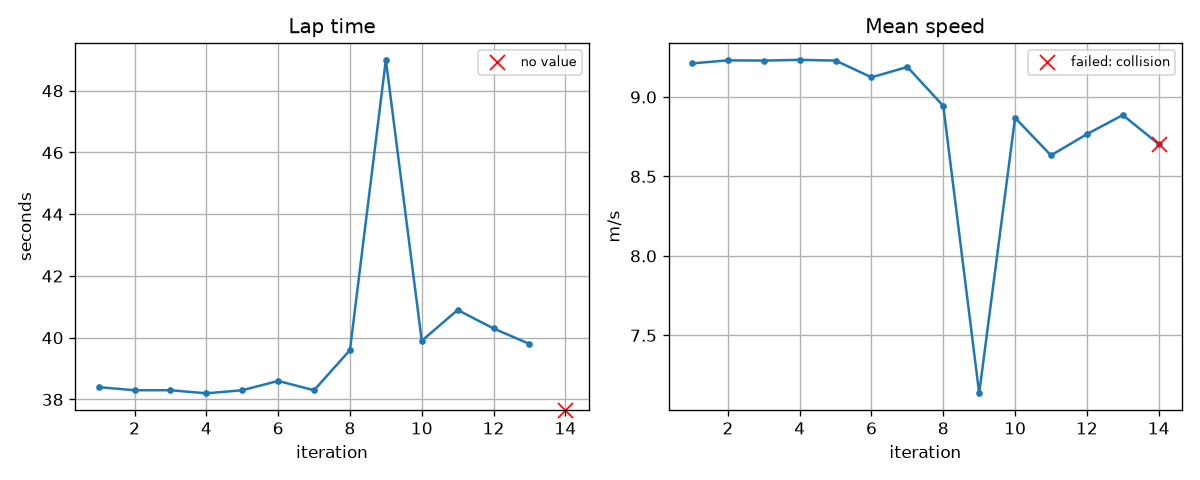 Lap time
no value
48
46
44
42
40
38
seconds
2 4 6 8 10 12 14
iteration
Mean speed
failed: collision
9.0
8.5
8.0
7.5
m/s
2 4 6 8 10 12 14
iteration